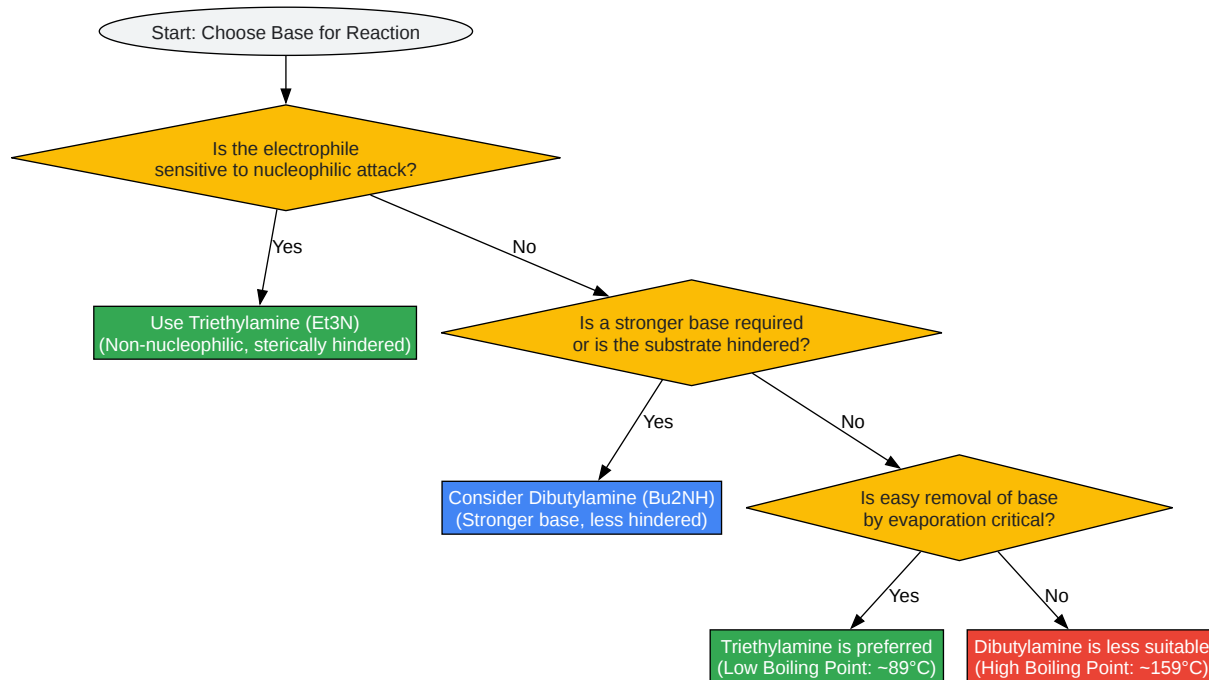 Start: Choose Base for Reaction
Is the electrophile
sensitive to nucleophilic attack?
Yes
No
Use Triethylamine (Et3N)
(Non-nucleophilic, sterically hindered)
Is a stronger base required
or is the substrate hindered?
Yes
No
Consider Dibutylamine (Bu2NH)
(Stronger base, less hindered)
Is easy removal of base
by evaporation critical?
Yes
No
Triethylamine is preferred
(Low Boiling Point: ~89°C)
Dibutylamine is less suitable
(High Boiling Point: ~159°C)